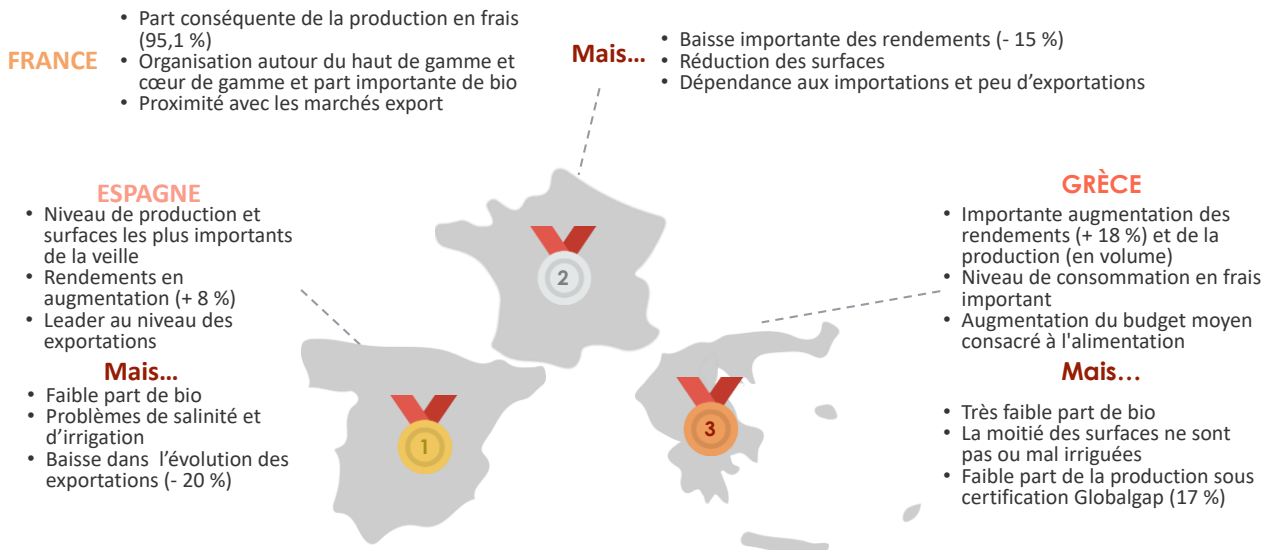 FRANCE
• Part conséquente de la production en frais
(95,1 %)
• Organisation autour du haut de gamme et
cœur de gamme et part importante de bio
• Proximité avec les marchés export
Mais...
• Baisse importante des rendements (- 15 %)
• Réduction des surfaces
• Dépendance aux importations et peu d'exportations
ESPAGNE
• Niveau de production et
surfaces les plus importants
de la veille
• Rendements en
augmentation (+ 8 %)
• Leader au niveau des
exportations
Mais...
• Faible part de bio
• Problèmes de salinité et
d'irrigation
• Baisse dans l'évolution des
exportations (- 20 %)
2
1
3
GRÈCE
• Importante augmentation des
rendements (+ 18 %) et de la
production (en volume)
• Niveau de consommation en frais
important
• Augmentation du budget moyen
consacré à l'alimentation
Mais...
• Très faible part de bio
• La moitié des surfaces ne sont
pas ou mal irriguées
• Faible part de la production sous
certification Globalgap (17 %)